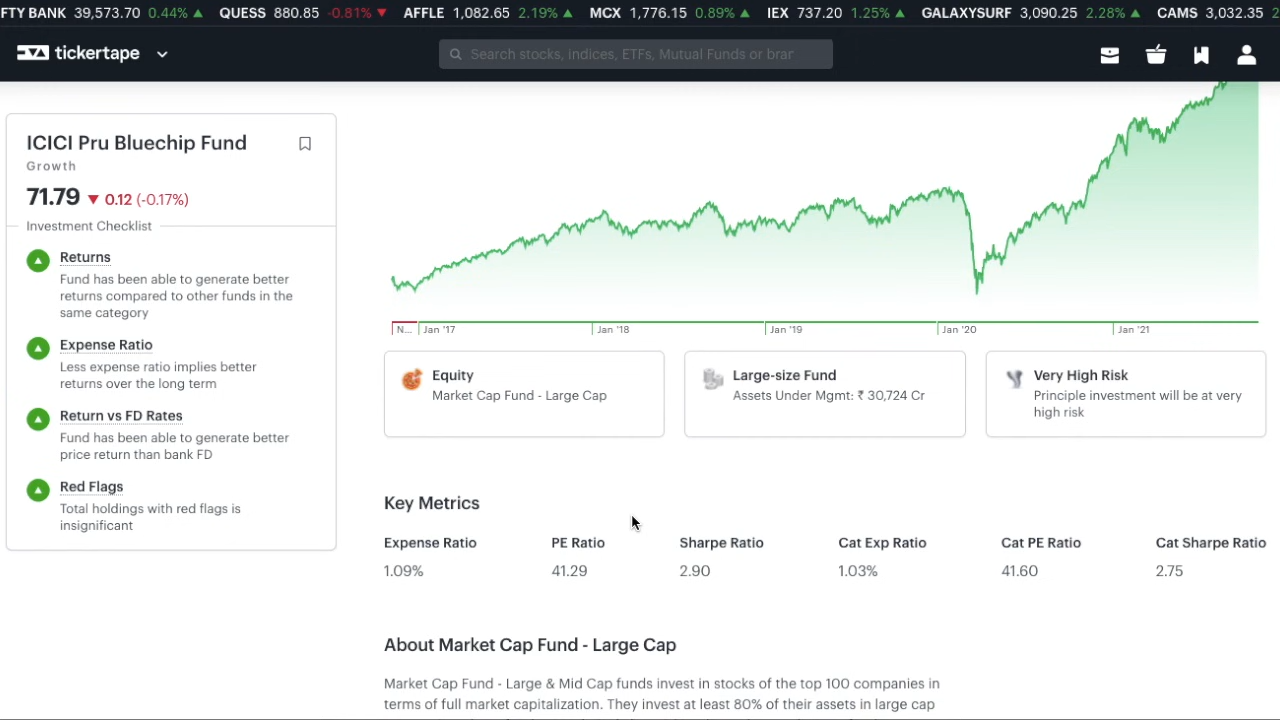 FTY BANK 39,573.70 0.44% ▲ QUESS 880.85 -0.81% ▼ AFFLE 1,082.65 2.19% ▲ MCX 1,776.15 0.89% ▲ IEX 737.20 1.25% ▲ GALAXYSURF 3,090.25 2.28% ▲ CAMS 3,032.35 2
tickertape
Search stocks, indices, ETFs, Mutual Funds or brar
ICICI Pru Bluechip Fund
Growth
71.79 ▼ 0.12 (-0.17%)
Investment Checklist
Returns
Fund has been able to generate better
returns compared to other funds in the
same category
Expense Ratio
Less expense ratio implies better
returns over the long term
Return vs FD Rates
Fund has been able to generate better
price return than bank FD
Red Flags
Total holdings with red flags is
insignificant
N... Jan '17 Jan '18 Jan '19 Jan '20 Jan '21
Equity
Market Cap Fund - Large Cap
Large-size Fund
Assets Under Mgmt: ₹ 30,724 Cr
Very High Risk
Principle investment will be at very
high risk
Key Metrics
Expense Ratio PE Ratio Sharpe Ratio Cat Exp Ratio Cat PE Ratio Cat Sharpe Ratio
1.09% 41.29 2.90 1.03% 41.60 2.75
About Market Cap Fund - Large Cap
Market Cap Fund - Large & Mid Cap funds invest in stocks of the top 100 companies in
terms of full market capitalization. They invest at least 80% of their assets in large cap